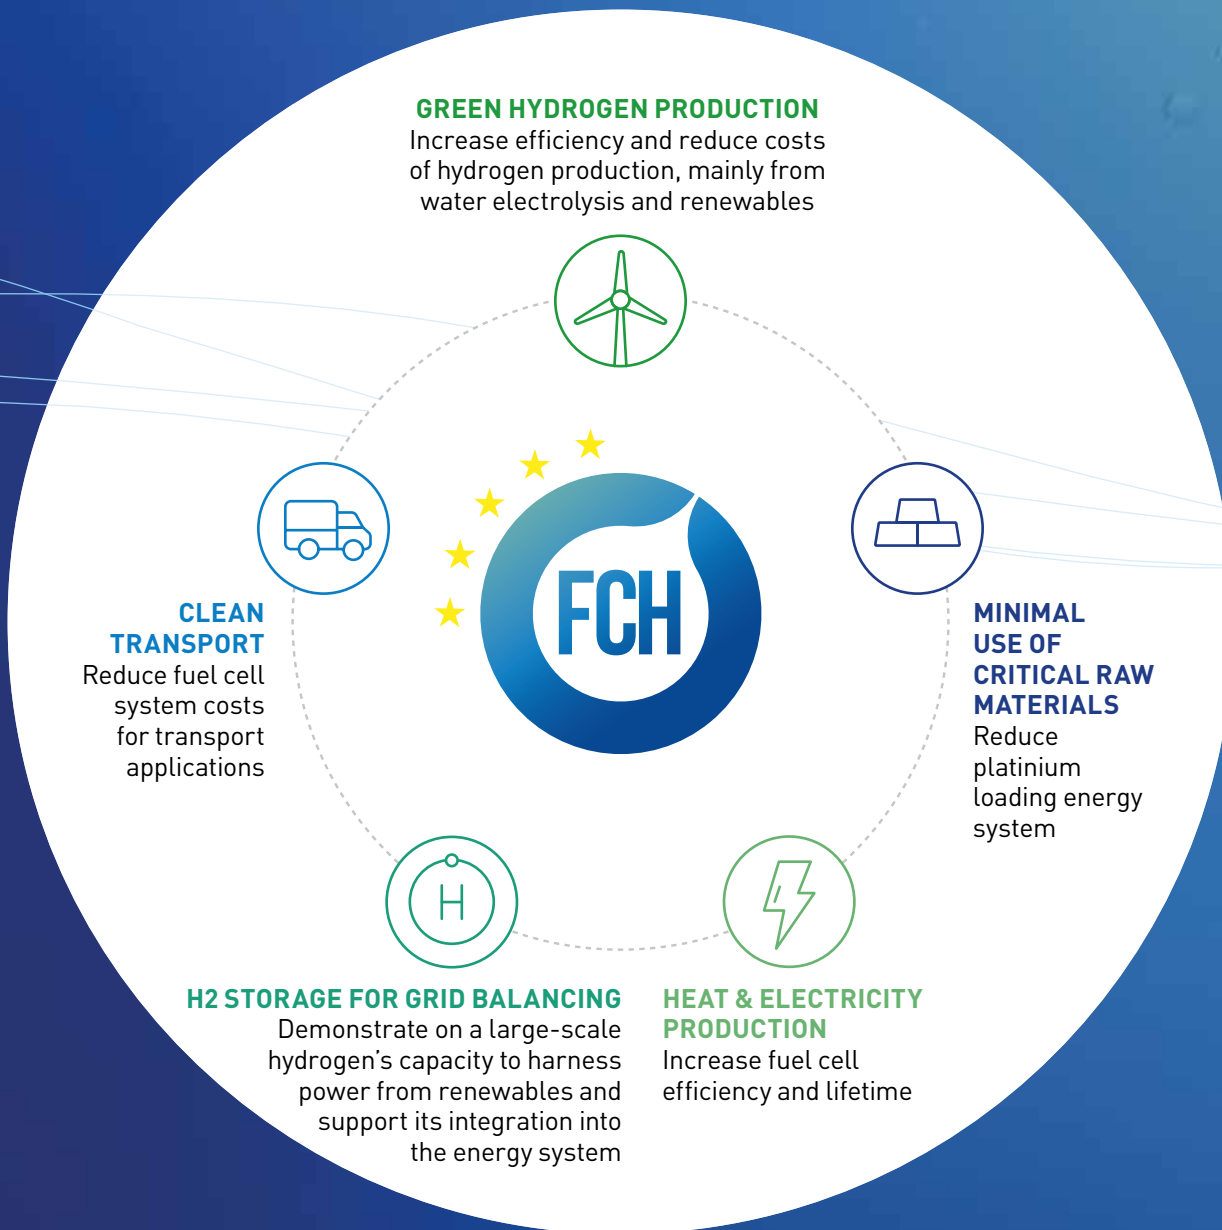 GREEN HYDROGEN PRODUCTION
Increase efficiency and reduce costs
of hydrogen production, mainly from
water electrolysis and renewables
FCH
CLEAN
TRANSPORT
Reduce fuel cell
system costs
for transport
applications
MINIMAL
USE OF
CRITICAL RAW
MATERIALS
Reduce
platinium
loading energy
system
H
H2 STORAGE FOR GRID BALANCING
Demonstrate on a large-scale
hydrogen's capacity to harness
power from renewables and
support its integration into
the energy system
HEAT & ELECTRICITY
PRODUCTION
Increase fuel cell
efficiency and lifetime